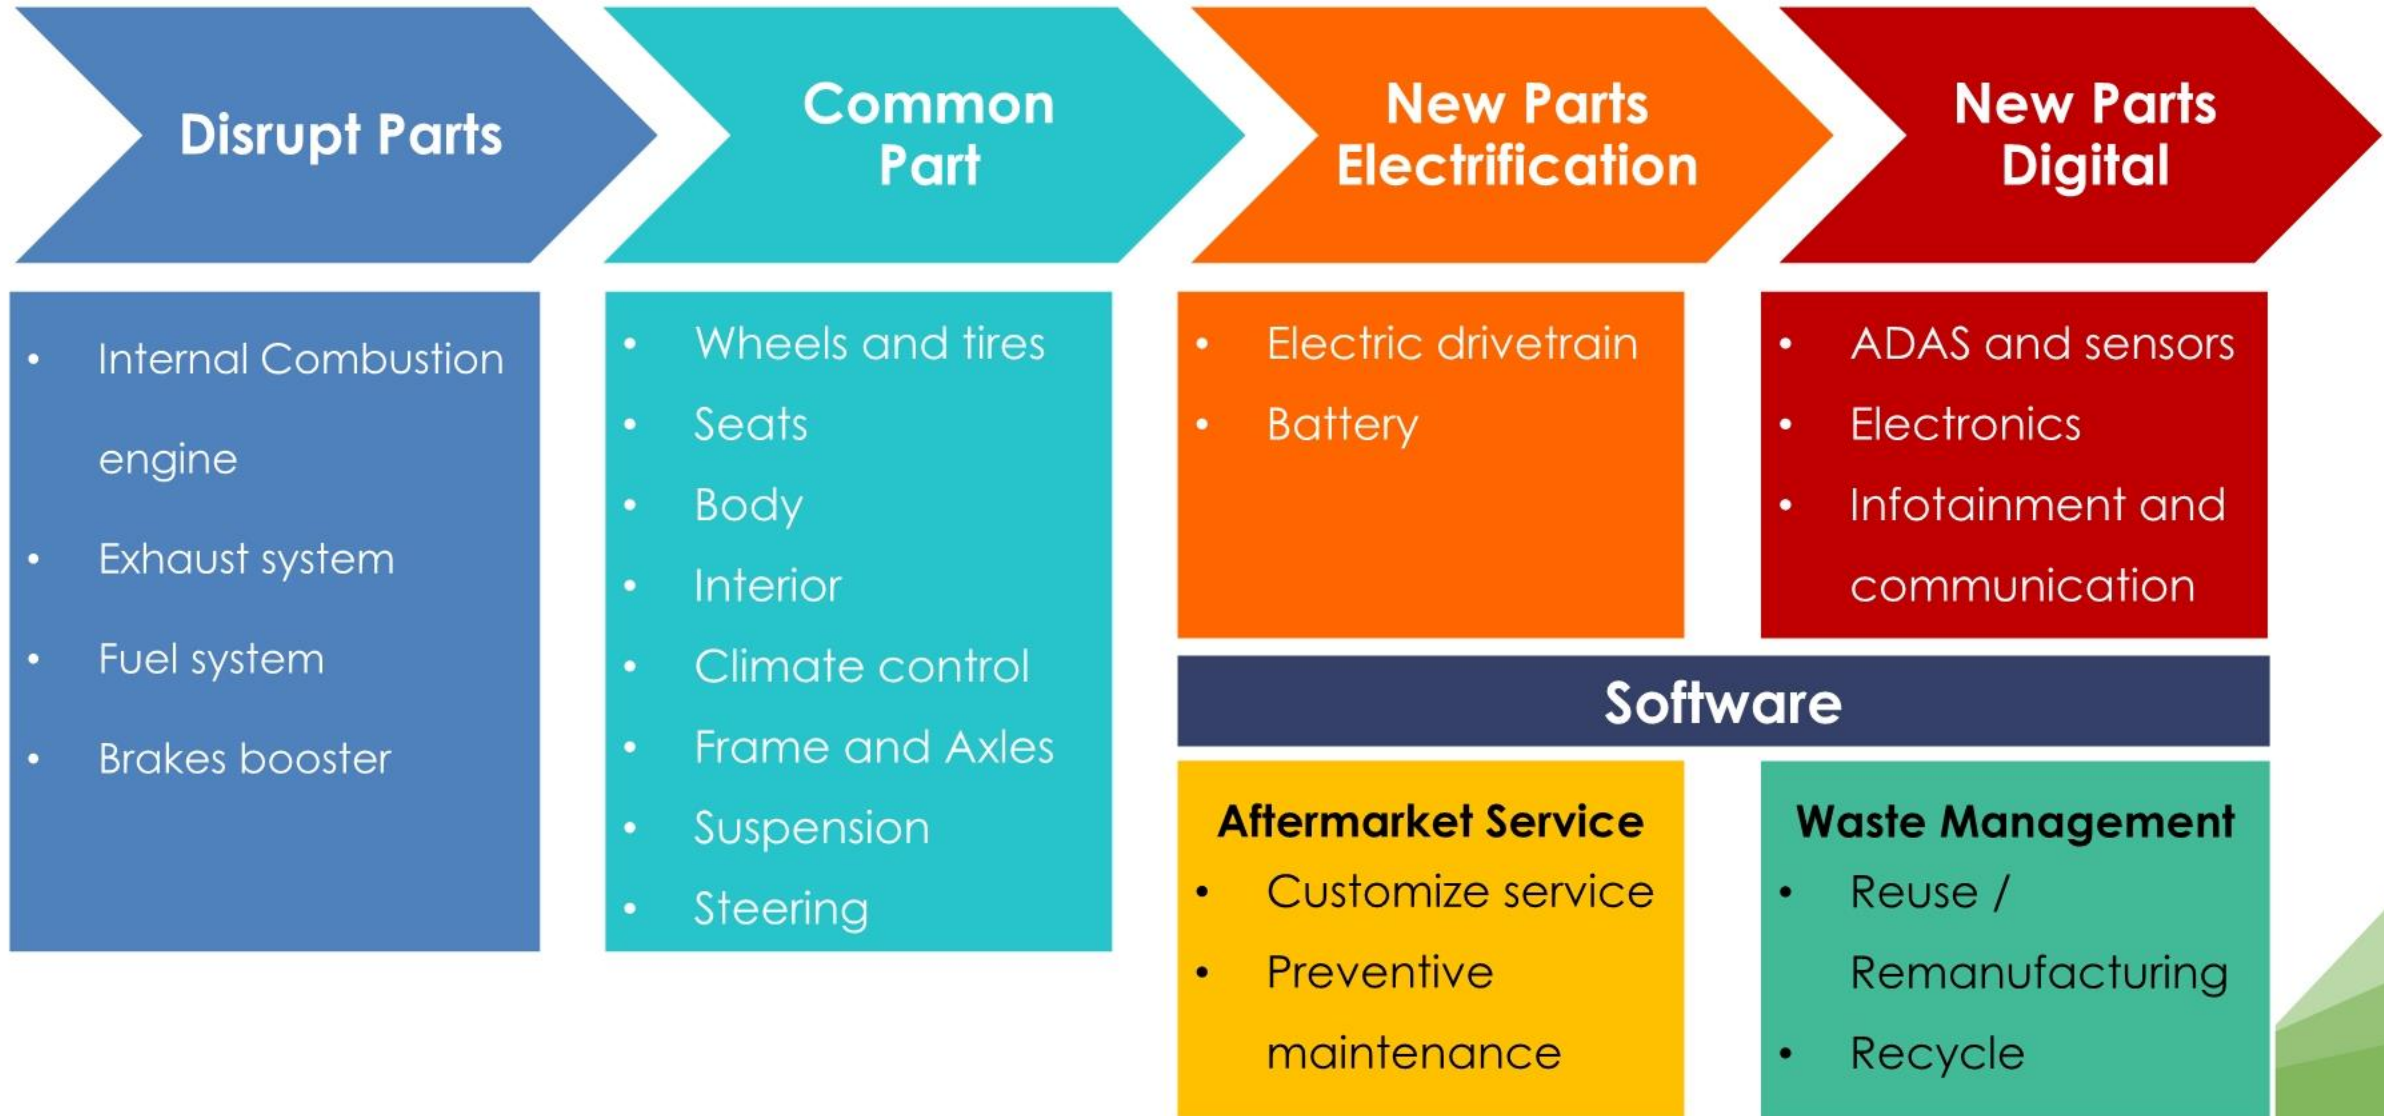 Disrupt Parts
Common
Part
New Parts
Electrification
New Parts
Digital
• Internal Combustion
engine
• Exhaust system
• Fuel system
• Brakes booster
• Wheels and tires
• Seats
• Body
• Interior
• Climate control
• Frame and Axles
• Suspension
• Steering
• Electric drivetrain
• Battery
• ADAS and sensors
• Electronics
• Infotainment and
communication
Software
Aftermarket Service
• Customize service
• Preventive
maintenance
Waste Management
• Reuse /
Remanufacturing
• Recycle